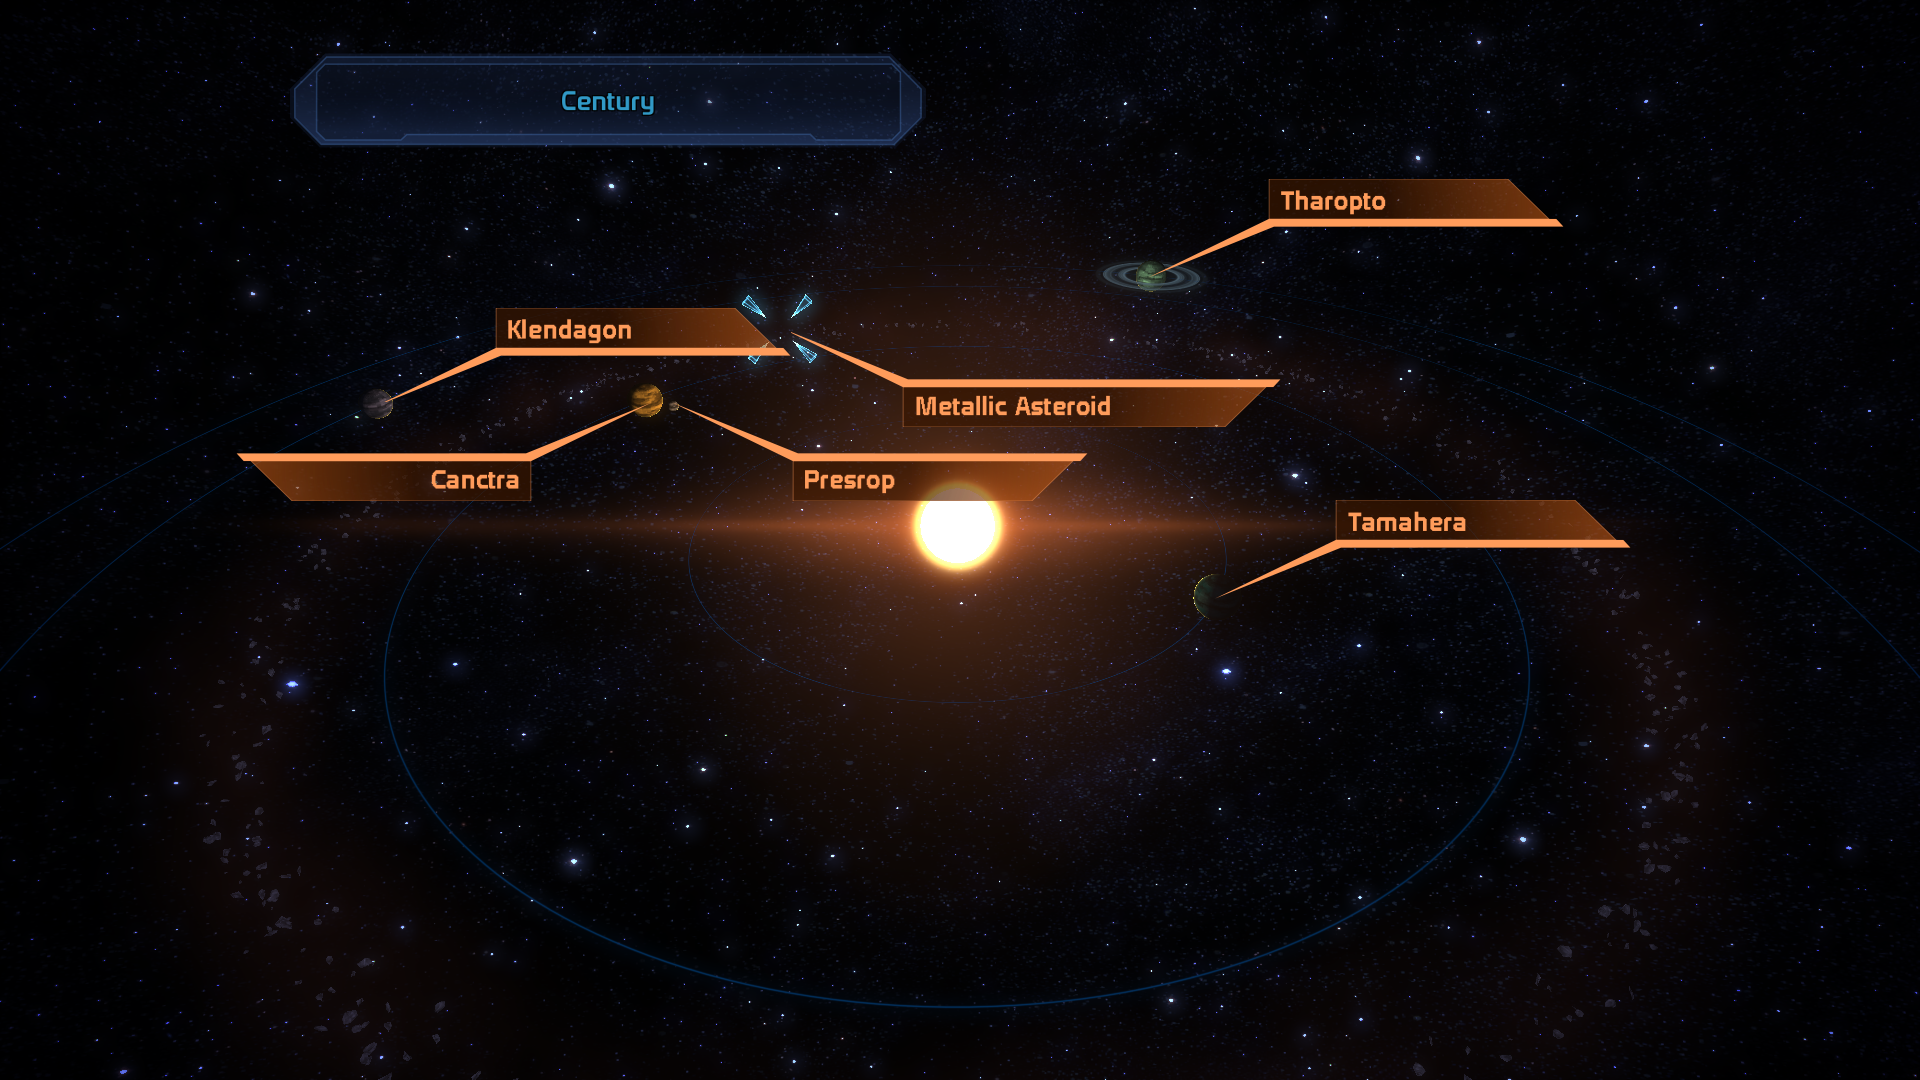 Century
Tharopto
Klendagon
Metallic Asteroid
Canctra
Presrop
Tamahera